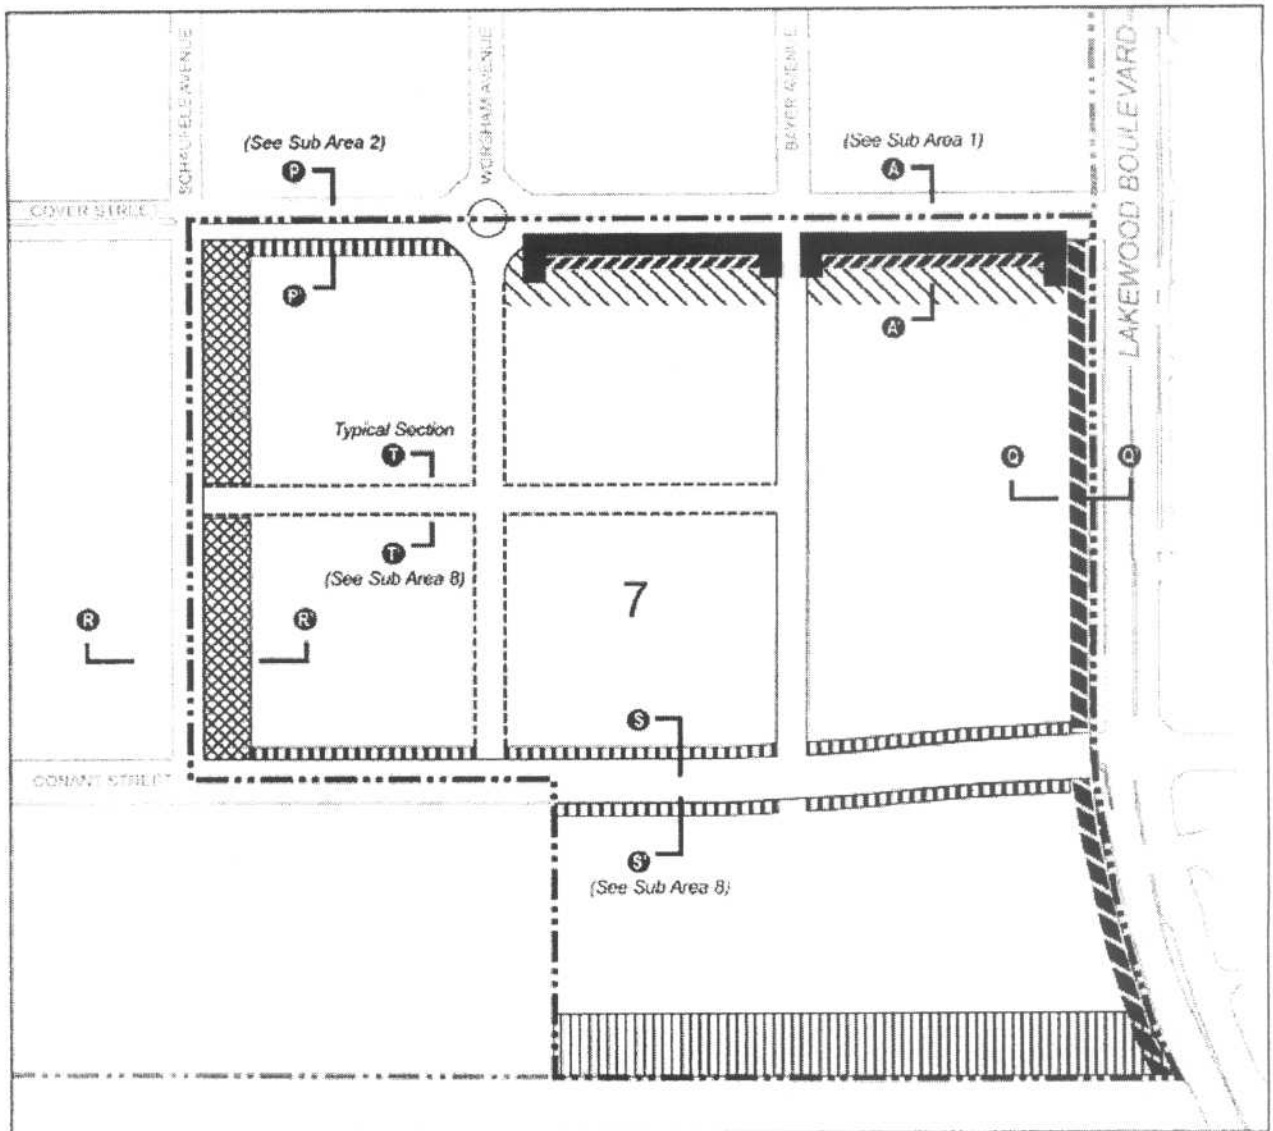 SCHAUFELE AVENUE
WORSHAM AVENUE
BAYER AVENUE
LAKEWOOD BOULEVARD
(See Sub Area 2)
P
(See Sub Area 1)
A
COVER STREET
P'
A'
Typical Section
T
Q
Q'
T'
(See Sub Area 8)
7
R
R'
S
CONANT STREET
S'
(See Sub Area 8)